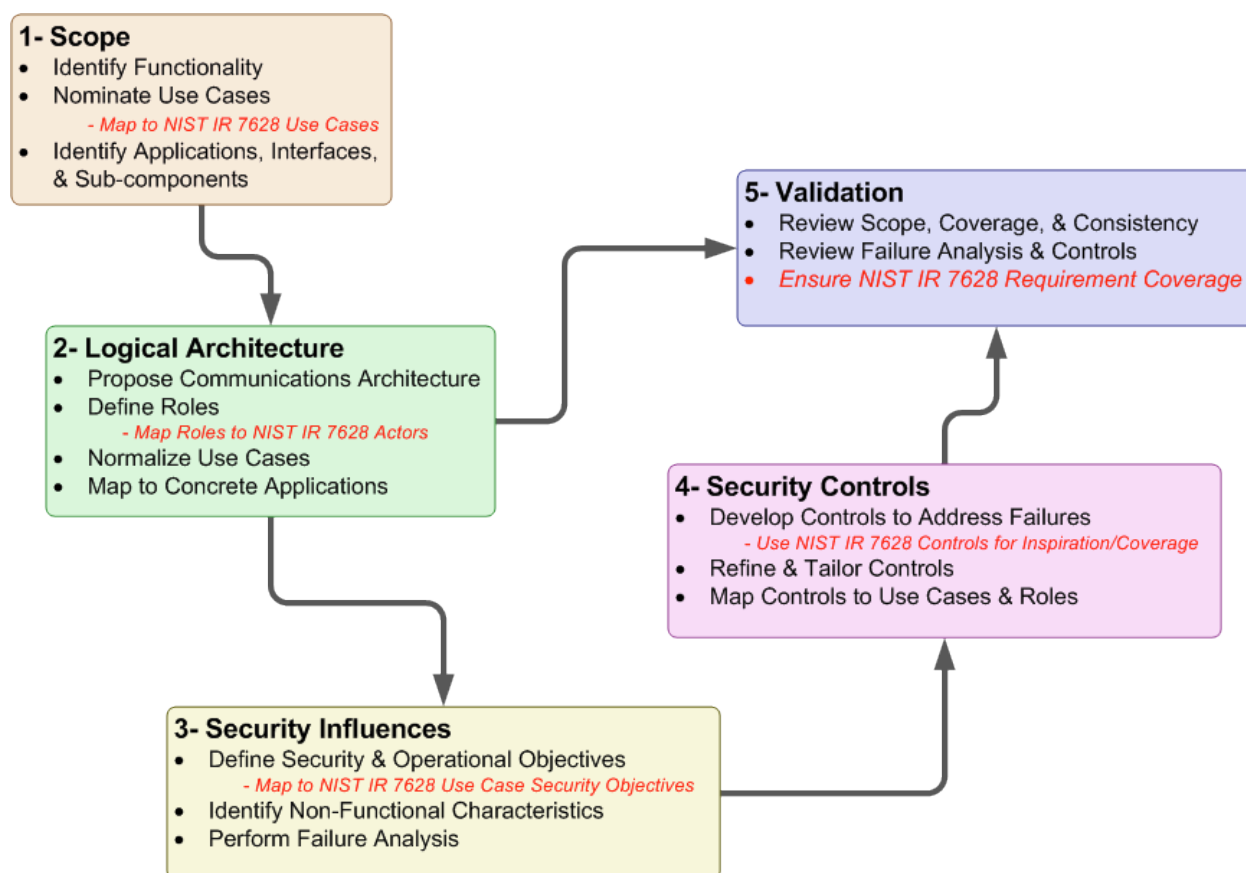 1- Scope
• Identify Functionality
• Nominate Use Cases
- Map to NIST IR 7628 Use Cases
• Identify Applications, Interfaces,
& Sub-components
2- Logical Architecture
• Propose Communications Architecture
• Define Roles
- Map Roles to NIST IR 7628 Actors
• Normalize Use Cases
• Map to Concrete Applications
3- Security Influences
• Define Security & Operational Objectives
- Map to NIST IR 7628 Use Case Security Objectives
• Identify Non-Functional Characteristics
• Perform Failure Analysis
4- Security Controls
• Develop Controls to Address Failures
- Use NIST IR 7628 Controls for Inspiration/Coverage
• Refine & Tailor Controls
• Map Controls to Use Cases & Roles
5- Validation
• Review Scope, Coverage, & Consistency
• Review Failure Analysis & Controls
• Ensure NIST IR 7628 Requirement Coverage